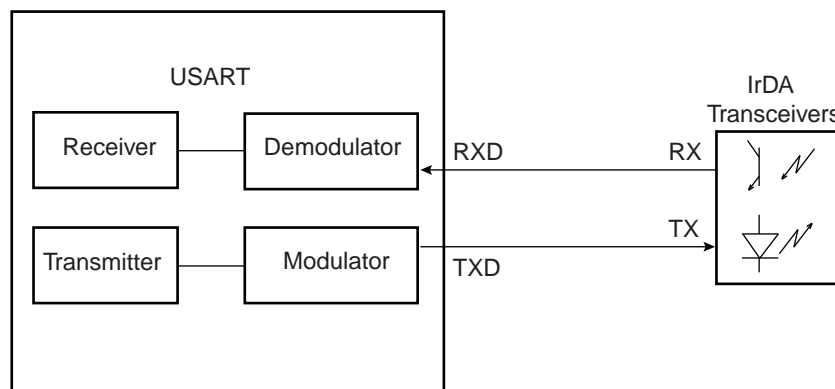 USART
IrDA
Transceivers
Receiver
Demodulator
RXD
RX
Transmitter
Modulator
TXD
TX